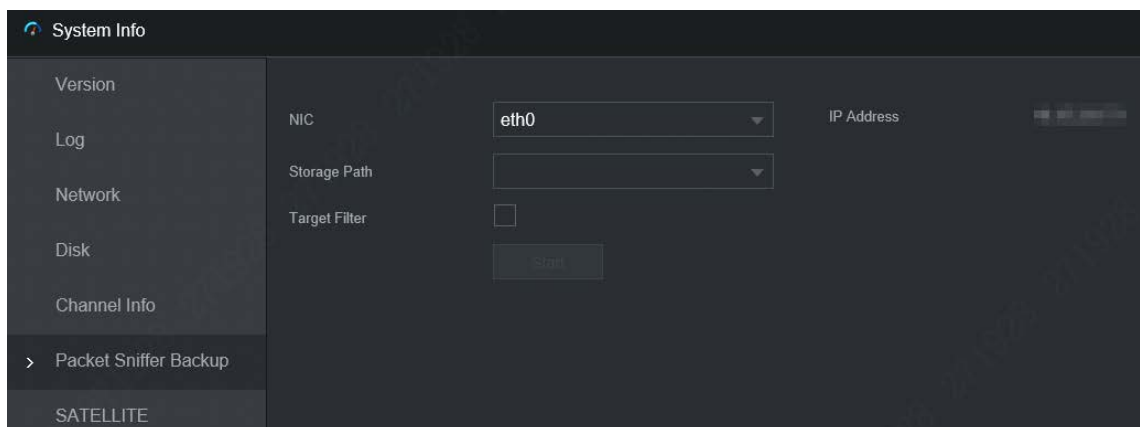 System Info
Version
Log
Network
Disk
Channel Info
Packet Sniffer Backup
SATELLITE
NIC
eth0
IP Address
Storage Path
Target Filter
Start